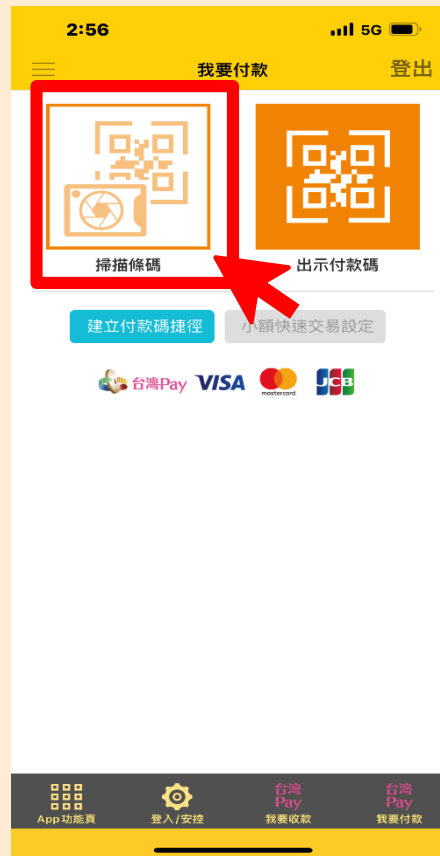 2:56 5G
我要付款 登出
掃描條碼 出示付款碼
建立付款碼捷徑 小額快速交易設定
台灣Pay VISA mastercard JCB
台灣 台灣
Pay Pay
App功能頁 登入/安控 我要收款 我要付款